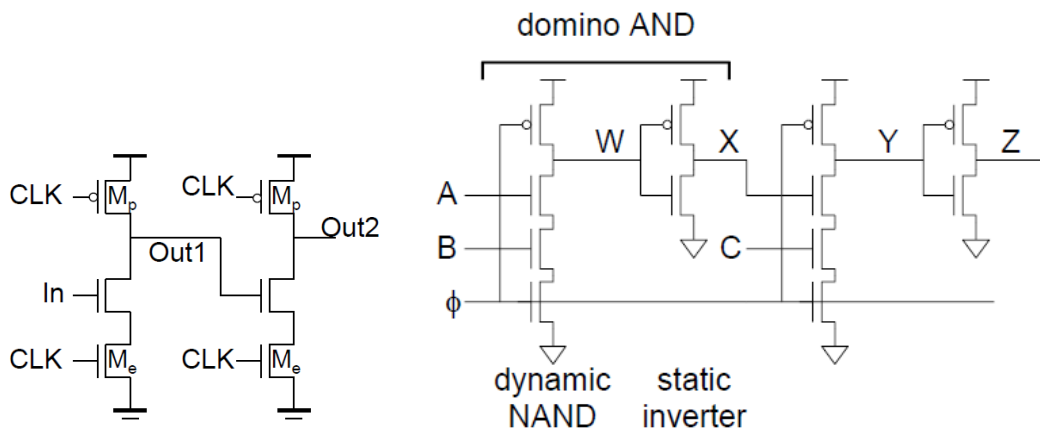 domino AND
W
X
Y
Z
A
B
C
ϕ
dynamic
NAND
static
inverter
CLK
Mp
CLK
Mp
Out1
Out2
In
CLK
Me
CLK
Me